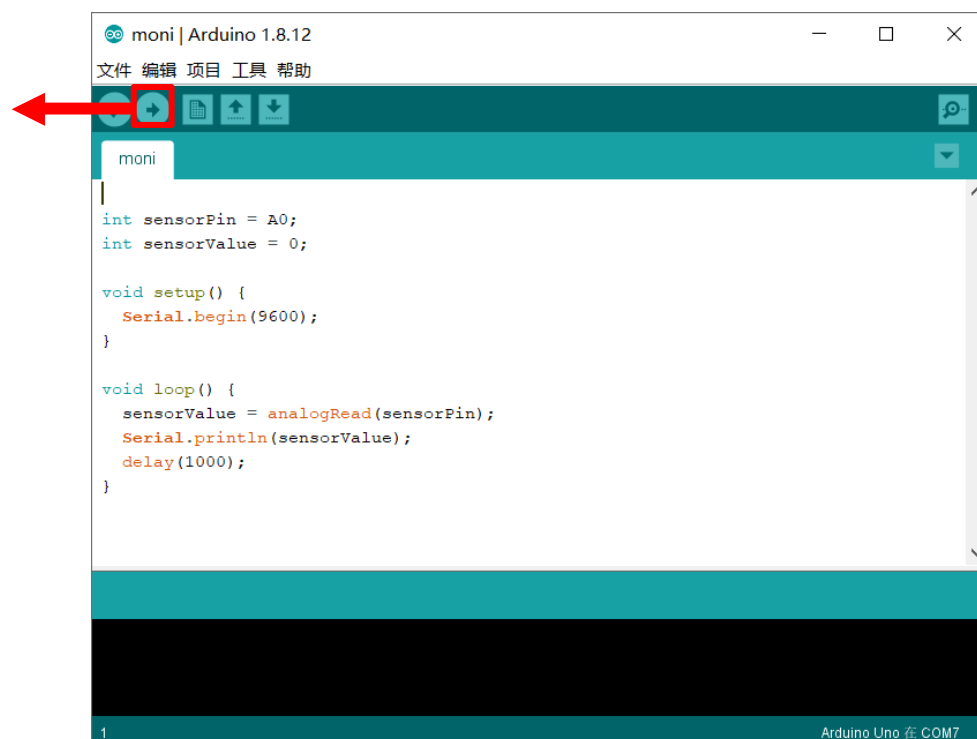 moni | Arduino 1.8.12
文件 编辑 项目 工具 帮助
moni
int sensorPin = A0;
int sensorValue = 0;
void setup() {
  Serial.begin(9600);
}
void loop() {
  sensorValue = analogRead(sensorPin);
  Serial.println(sensorValue);
  delay(1000);
}
1
Arduino Uno 在 COM7